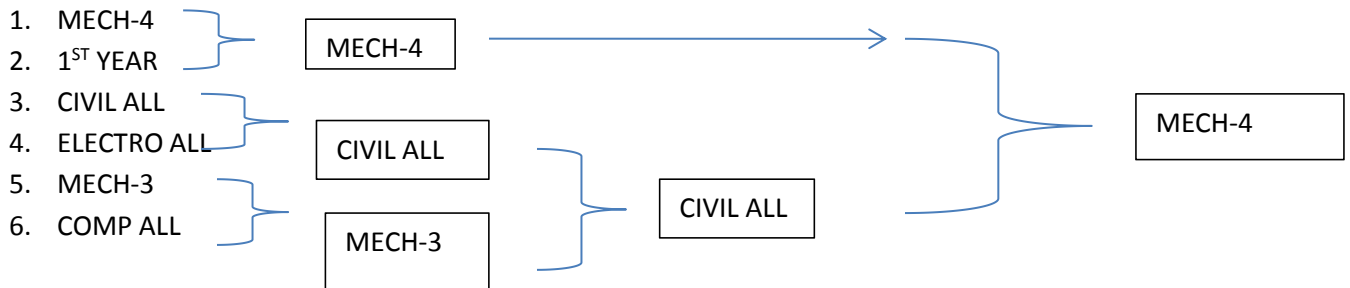 1. MECH-4
2. 1ST YEAR
3. CIVIL ALL
4. ELECTRO ALL
5. MECH-3
6. COMP ALL
MECH-4
CIVIL ALL
MECH-3
CIVIL ALL
MECH-4